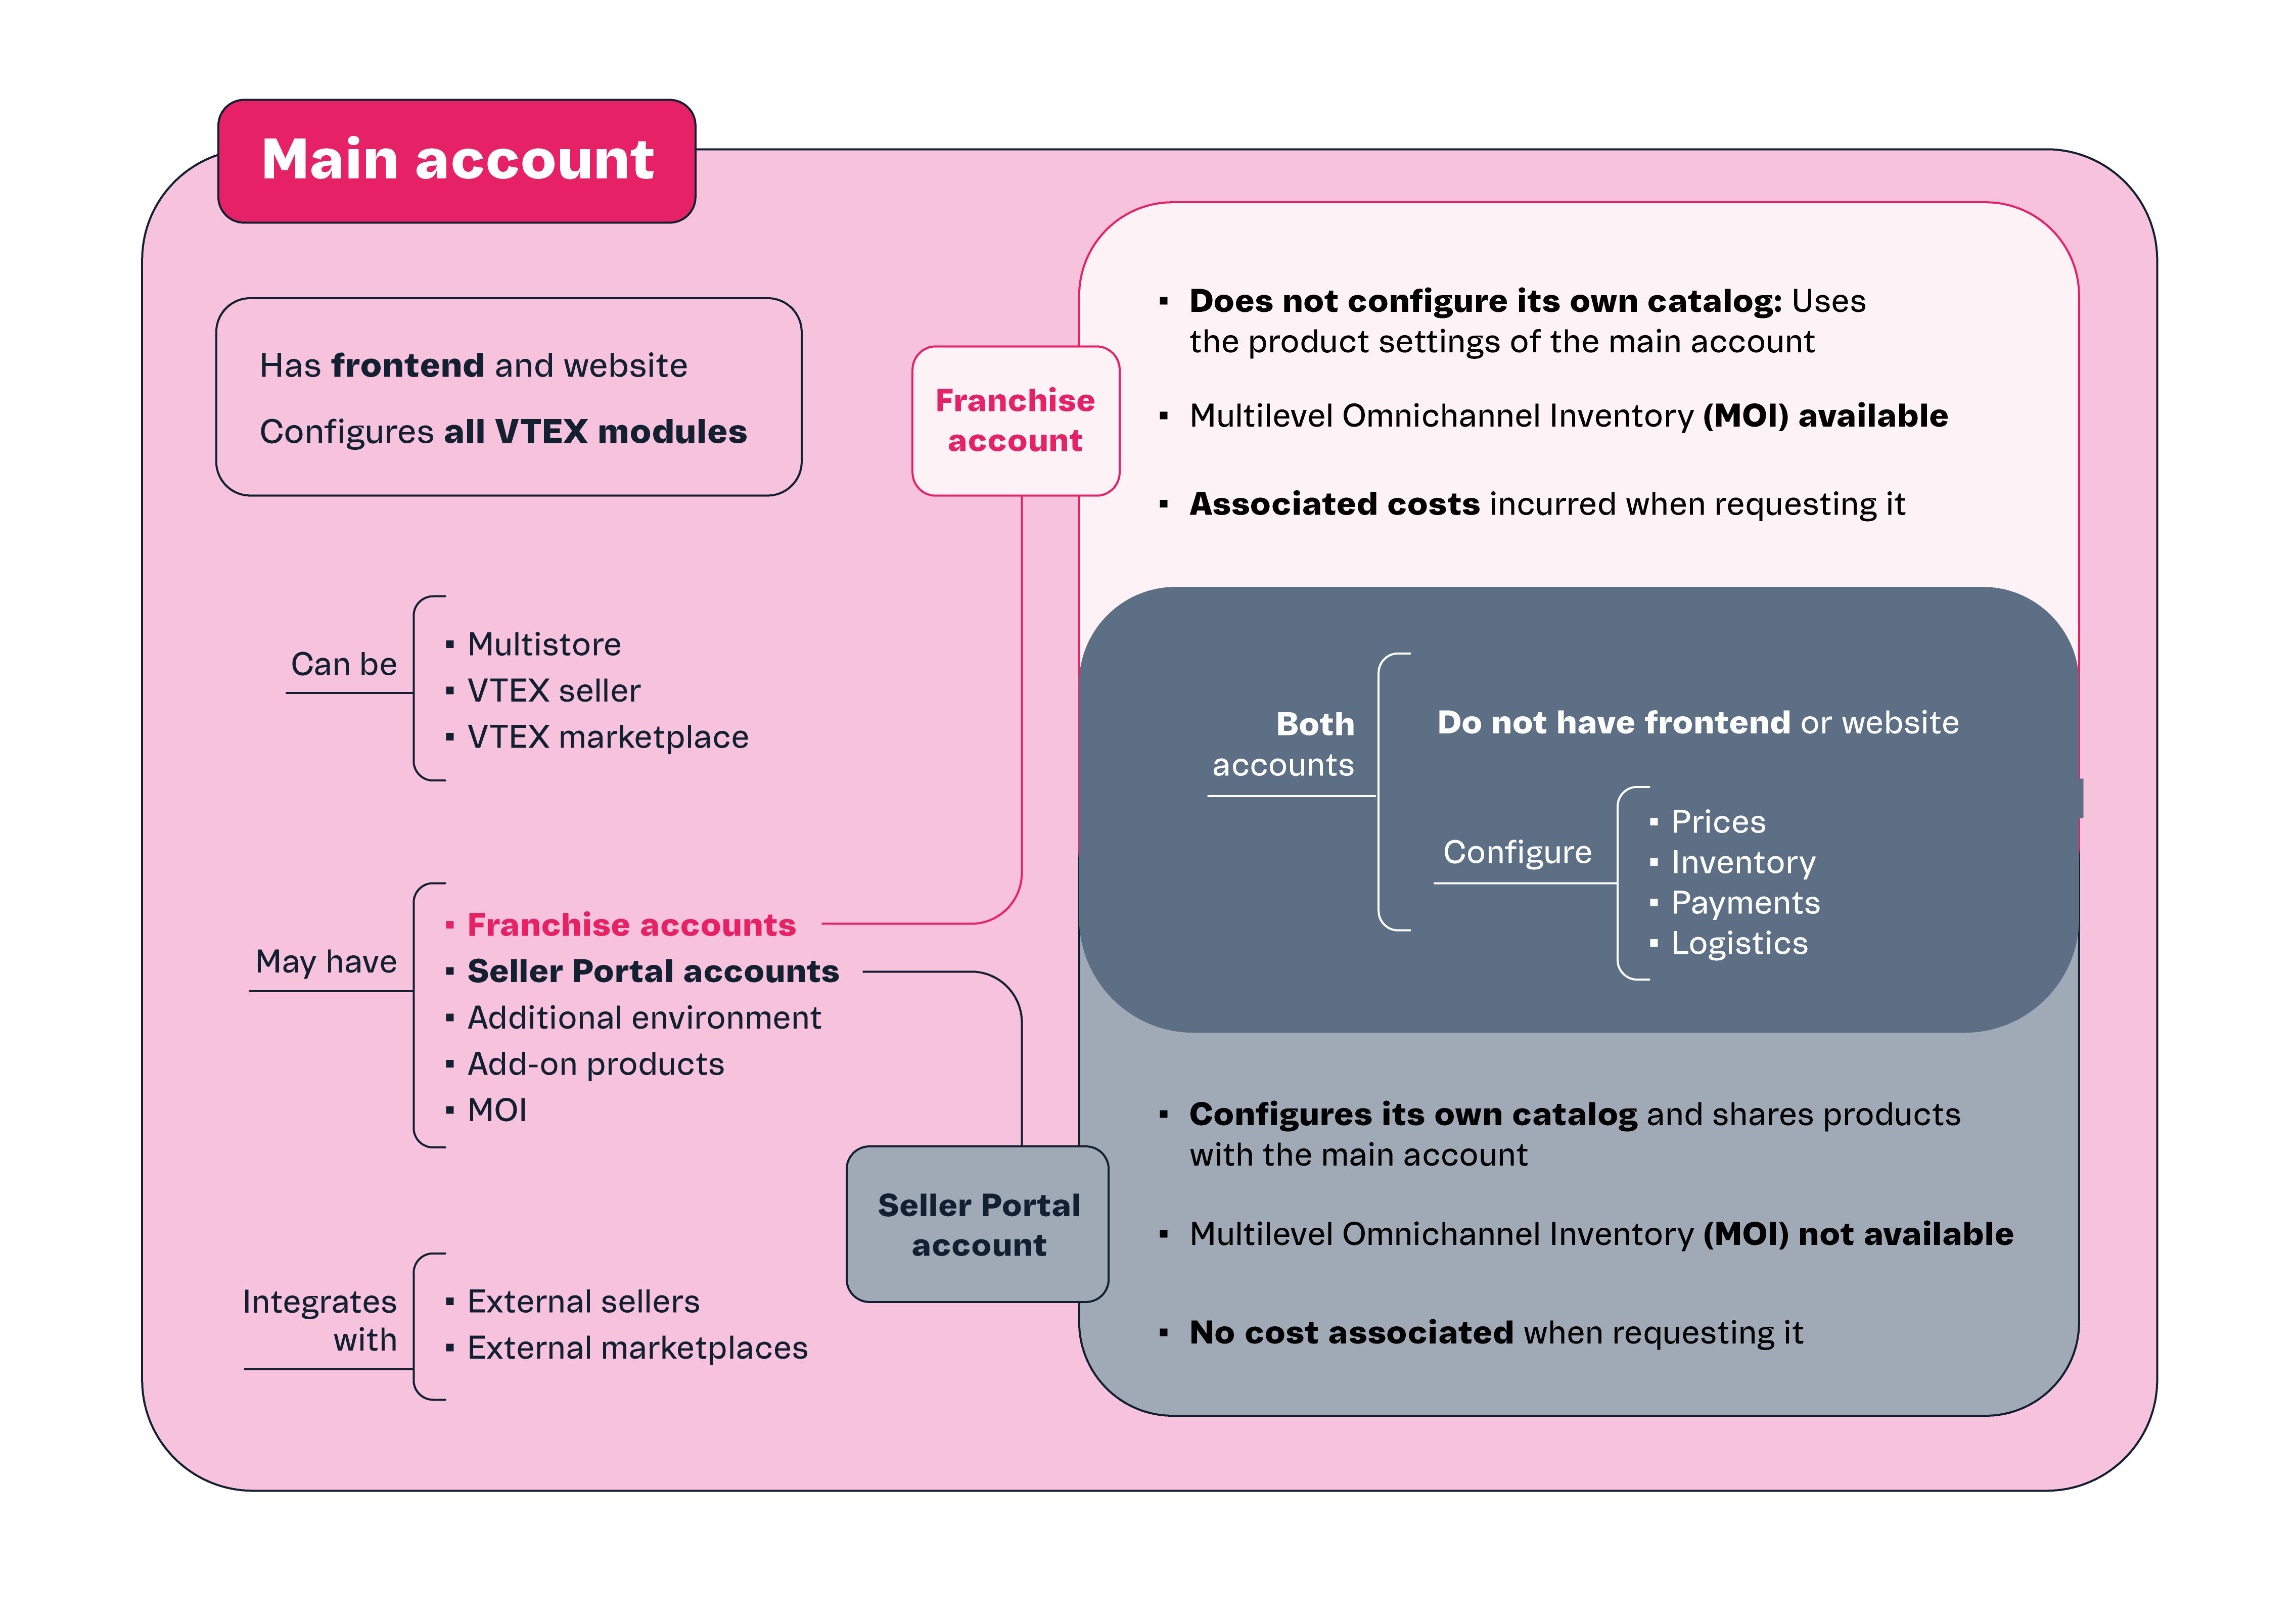 Main account
Has frontend and website
Configures all VTEX modules
Can be
▪ Multistore
▪ VTEX seller
▪ VTEX marketplace
May have
▪ Franchise accounts
▪ Seller Portal accounts
▪ Additional environment
▪ Add-on products
▪ MOI
Integrates
with
▪ External sellers
▪ External marketplaces
Franchise
account
▪ Does not configure its own catalog: Uses
the product settings of the main account
▪ Multilevel Omnichannel Inventory (MOI) available
▪ Associated costs incurred when requesting it
Both
accounts
Do not have frontend or website
Configure
▪ Prices
▪ Inventory
▪ Payments
▪ Logistics
Seller Portal
account
▪ Configures its own catalog and shares products
with the main account
▪ Multilevel Omnichannel Inventory (MOI) not available
▪ No cost associated when requesting it